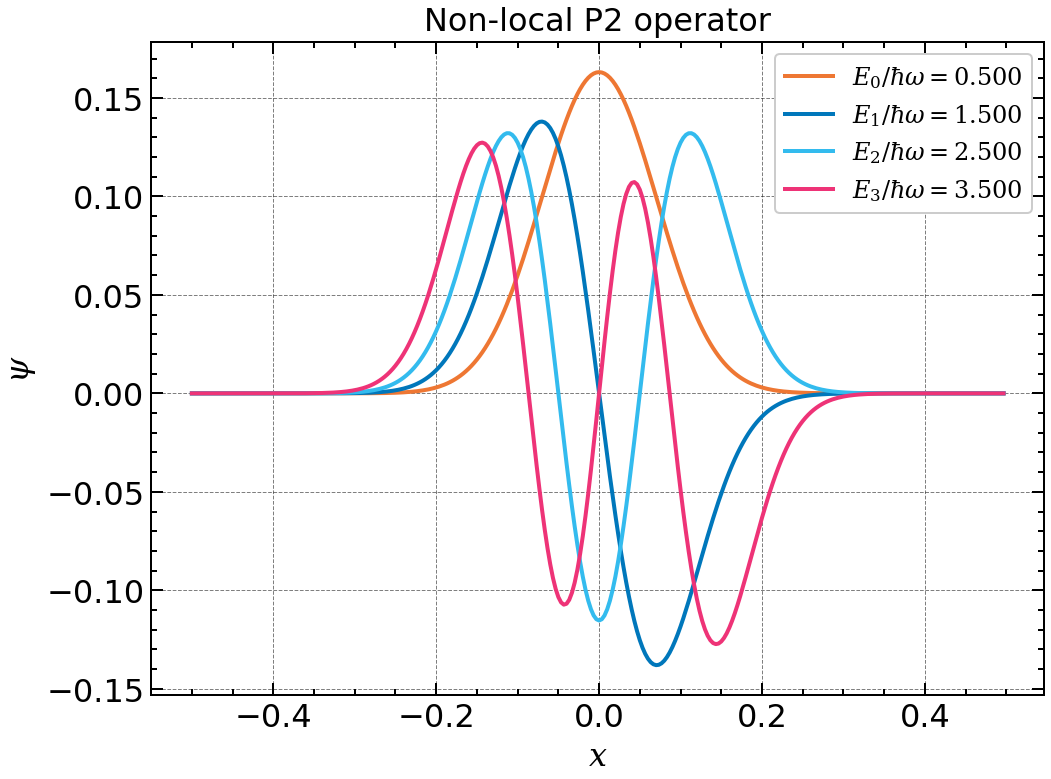 Non-local P2 operator
E₀/ħω = 0.500
E₁/ħω = 1.500
E₂/ħω = 2.500
E₃/ħω = 3.500
0.15
0.10
0.05
0.00
−0.05
−0.10
−0.15
ψ
−0.4 −0.2 0.0 0.2 0.4
x